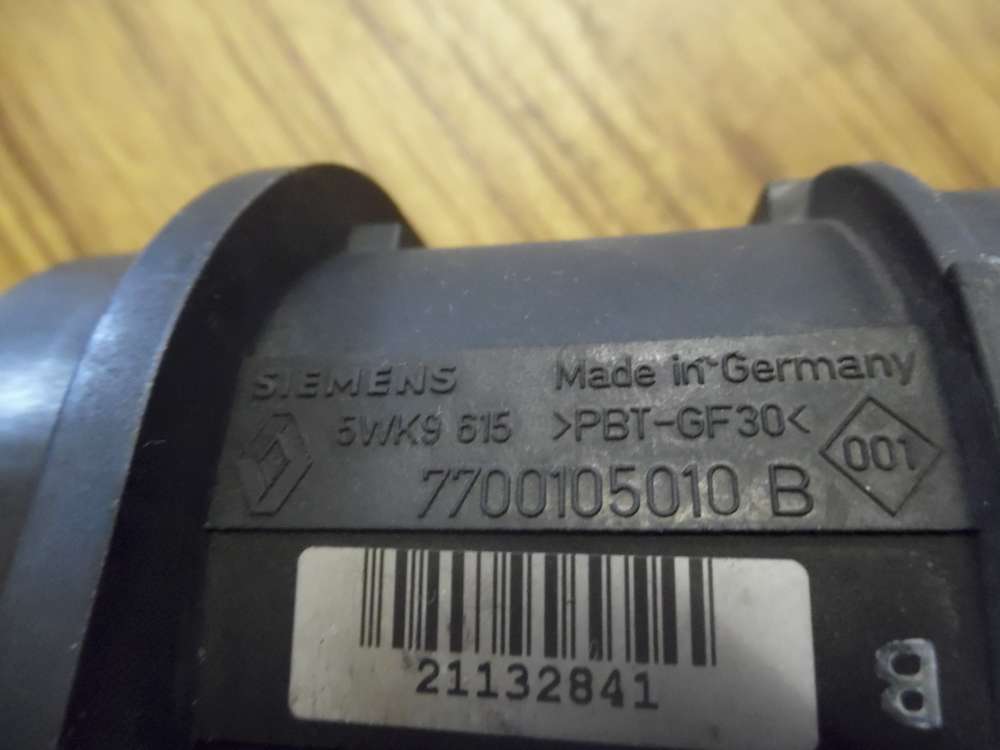 SIEMENS Made in Germany
5WK9 615 >PBT-GF30<
7700105010 B 001
21132841
B